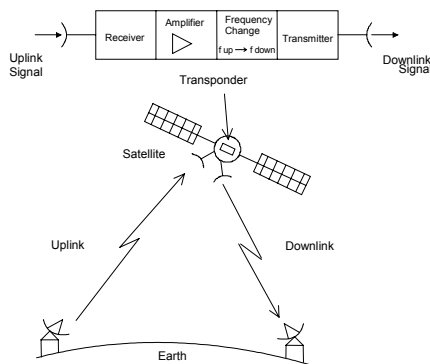 Uplink
Signal
Receiver
Amplifier
Frequency
Change
f up → f down
Transmitter
Downlink
Signal
Transponder
Satellite
Uplink
Downlink
Earth